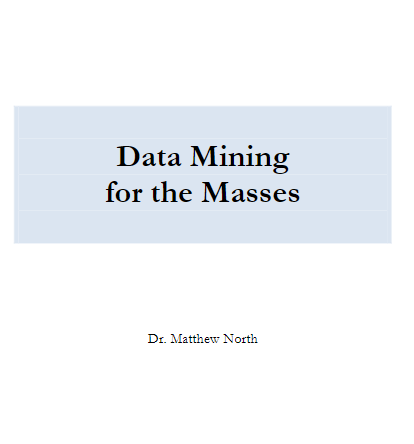 Data Mining
for the Masses
Dr. Matthew North